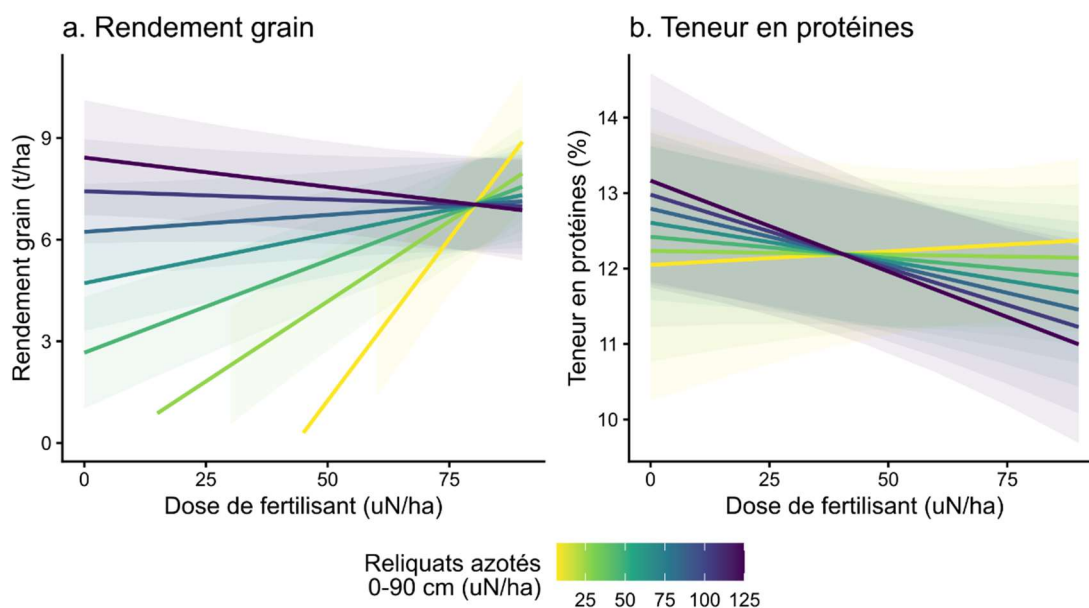 a. Rendement grain
Rendement grain (t/ha)
9
6
3
0
0
25
50
75
Dose de fertilisant (uN/ha)
b. Teneur en protéines
Teneur en protéines (%)
14
13
12
11
10
0
25
50
75
Dose de fertilisant (uN/ha)
Reliquats azotés
0-90 cm (uN/ha)
25
50
75
100
125